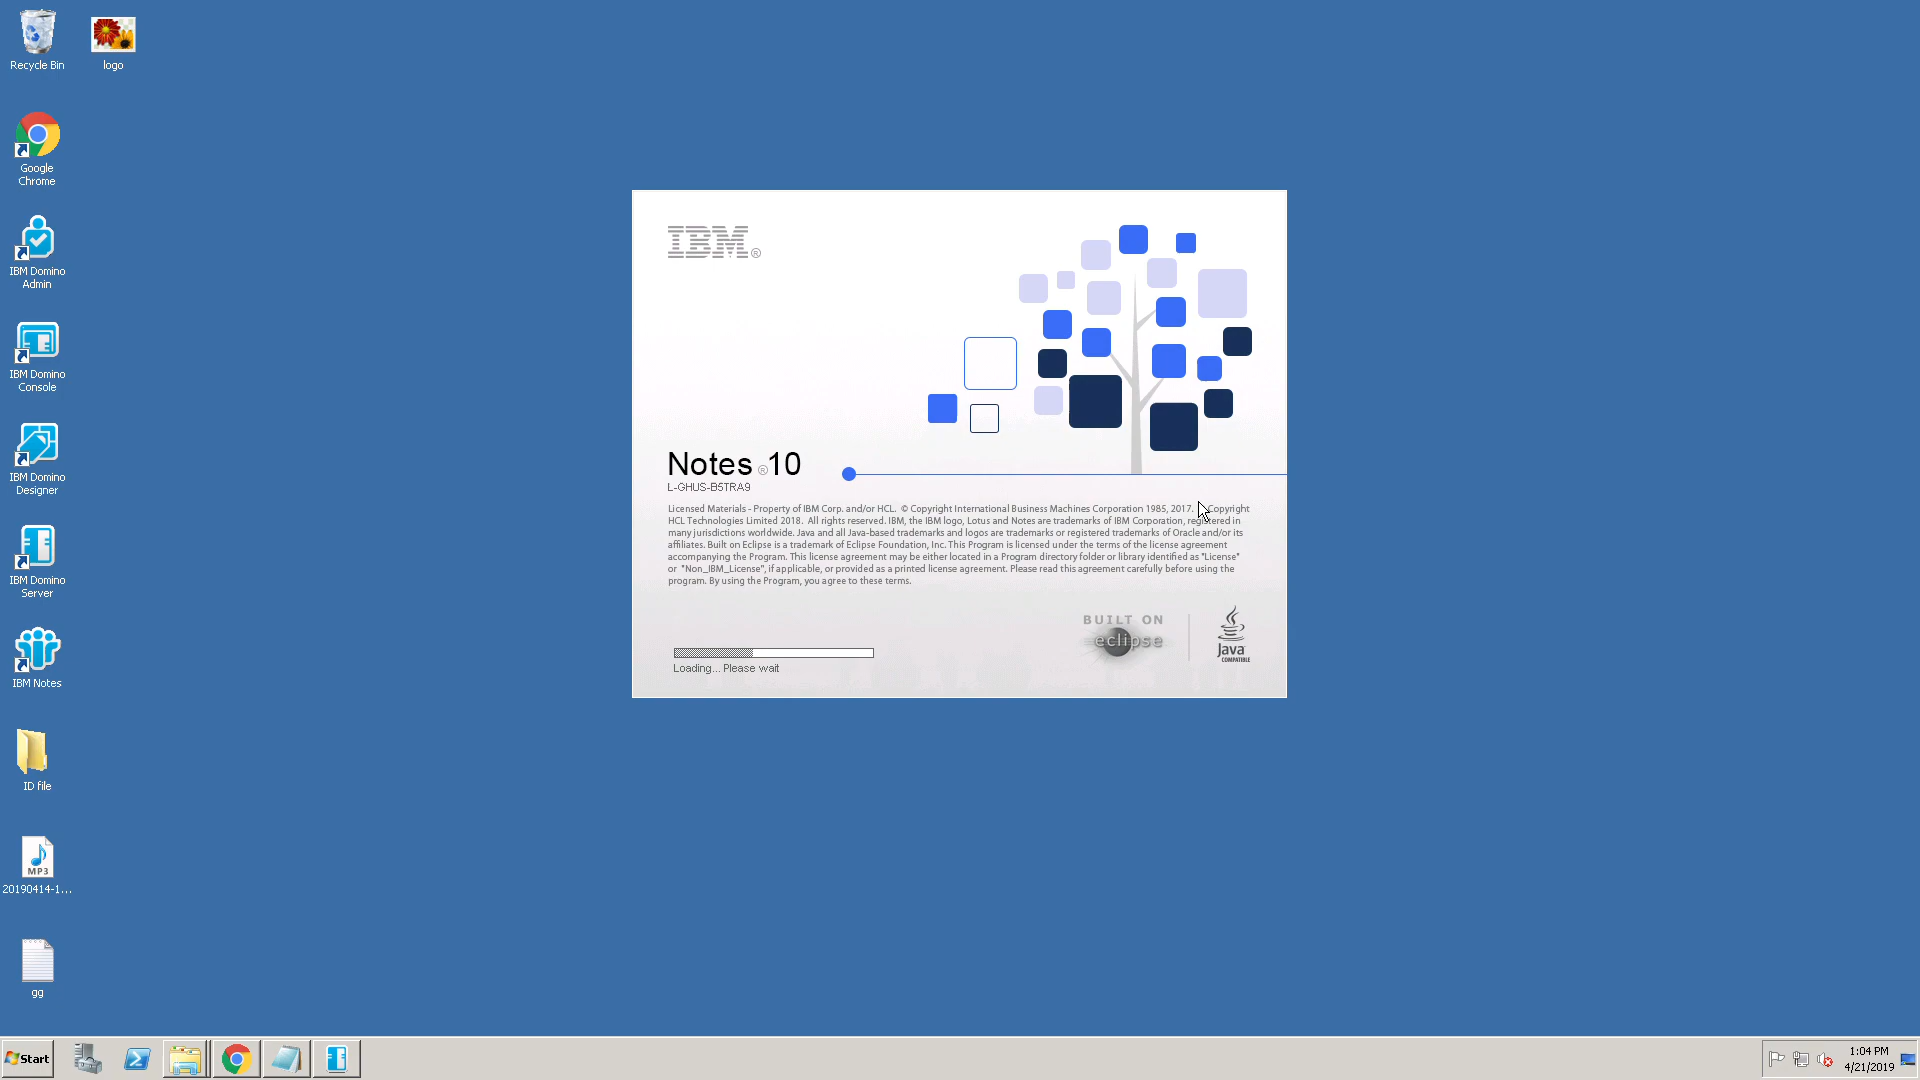 Recycle Bin
logo
Google
Chrome
IBM Domino
Admin
IBM Domino
Console
IBM Domino
Designer
IBM Domino
Server
IBM Notes
ID file
MP3
20190414-1...
gg
IBM®
Notes ®10
L-GHUS-B5TRA9
Licensed Materials - Property of IBM Corp. and/or HCL. © Copyright International Business Machines Corporation 1985, 2017. Copyright
HCL Technologies Limited 2018. All rights reserved. IBM, the IBM logo, Lotus and Notes are trademarks of IBM Corporation, registered in
many jurisdictions worldwide. Java and all Java-based trademarks and logos are trademarks or registered trademarks of Oracle and/or its
affiliates. Built on Eclipse is a trademark of Eclipse Foundation, Inc. This Program is licensed under the terms of the license agreement
accompanying the Program. This license agreement may be either located in a Program directory folder or library identified as "License"
or "Non_IBM_License", if applicable, or provided as a printed license agreement. Please read this agreement carefully before using the
program. By using the Program, you agree to these terms.
BUILT ON
eclipse
Java
COMPATIBLE
Loading... Please wait
Start
1:04 PM
4/21/2019